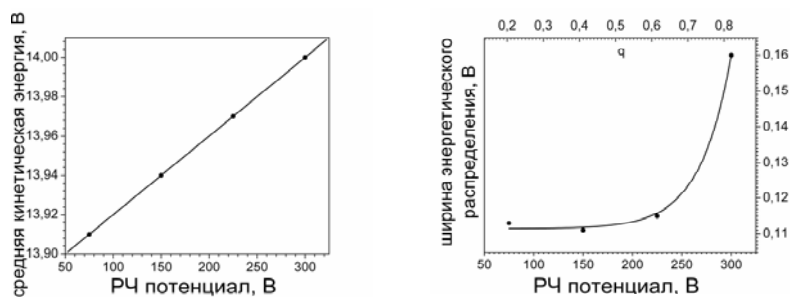 средняя кинетическая энергия, В
14,00
13,98
13,96
13,94
13,92
13,90
50 100 150 200 250 300
РЧ потенциал, В
0,2 0,3 0,4 0,5 0,6 0,7 0,8
q
ширина энергетического
распределения, В
0,16
0,15
0,14
0,13
0,12
0,11
50 100 150 200 250 300
РЧ потенциал, В